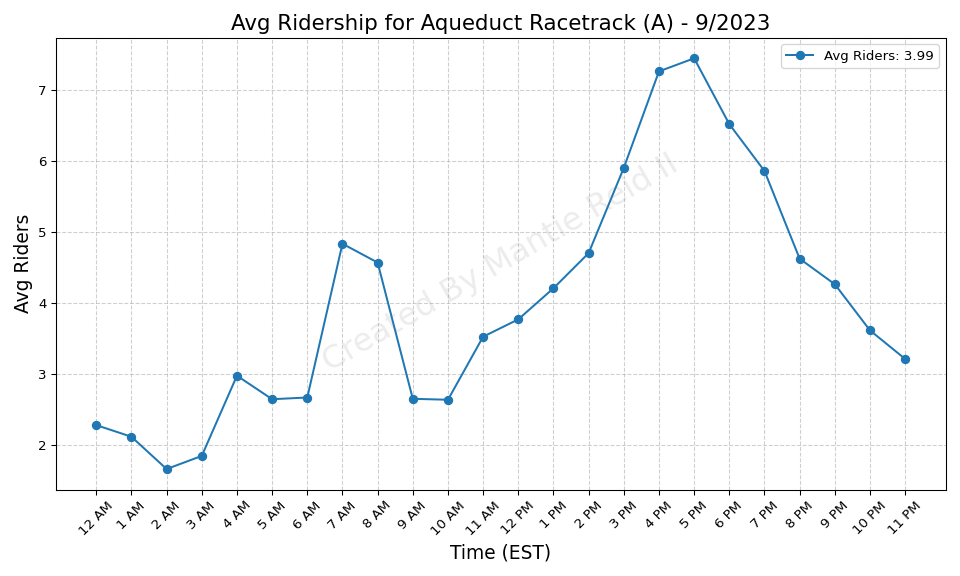 Avg Ridership for Aqueduct Racetrack (A) - 9/2023
Avg Riders: 3.99
7
6
5
4
3
2
Avg Riders
Created By Mantie Reid II
12 AM
1 AM
2 AM
3 AM
4 AM
5 AM
6 AM
7 AM
8 AM
9 AM
10 AM
11 AM
12 PM
1 PM
2 PM
3 PM
4 PM
5 PM
6 PM
7 PM
8 PM
9 PM
10 PM
11 PM
Time (EST)